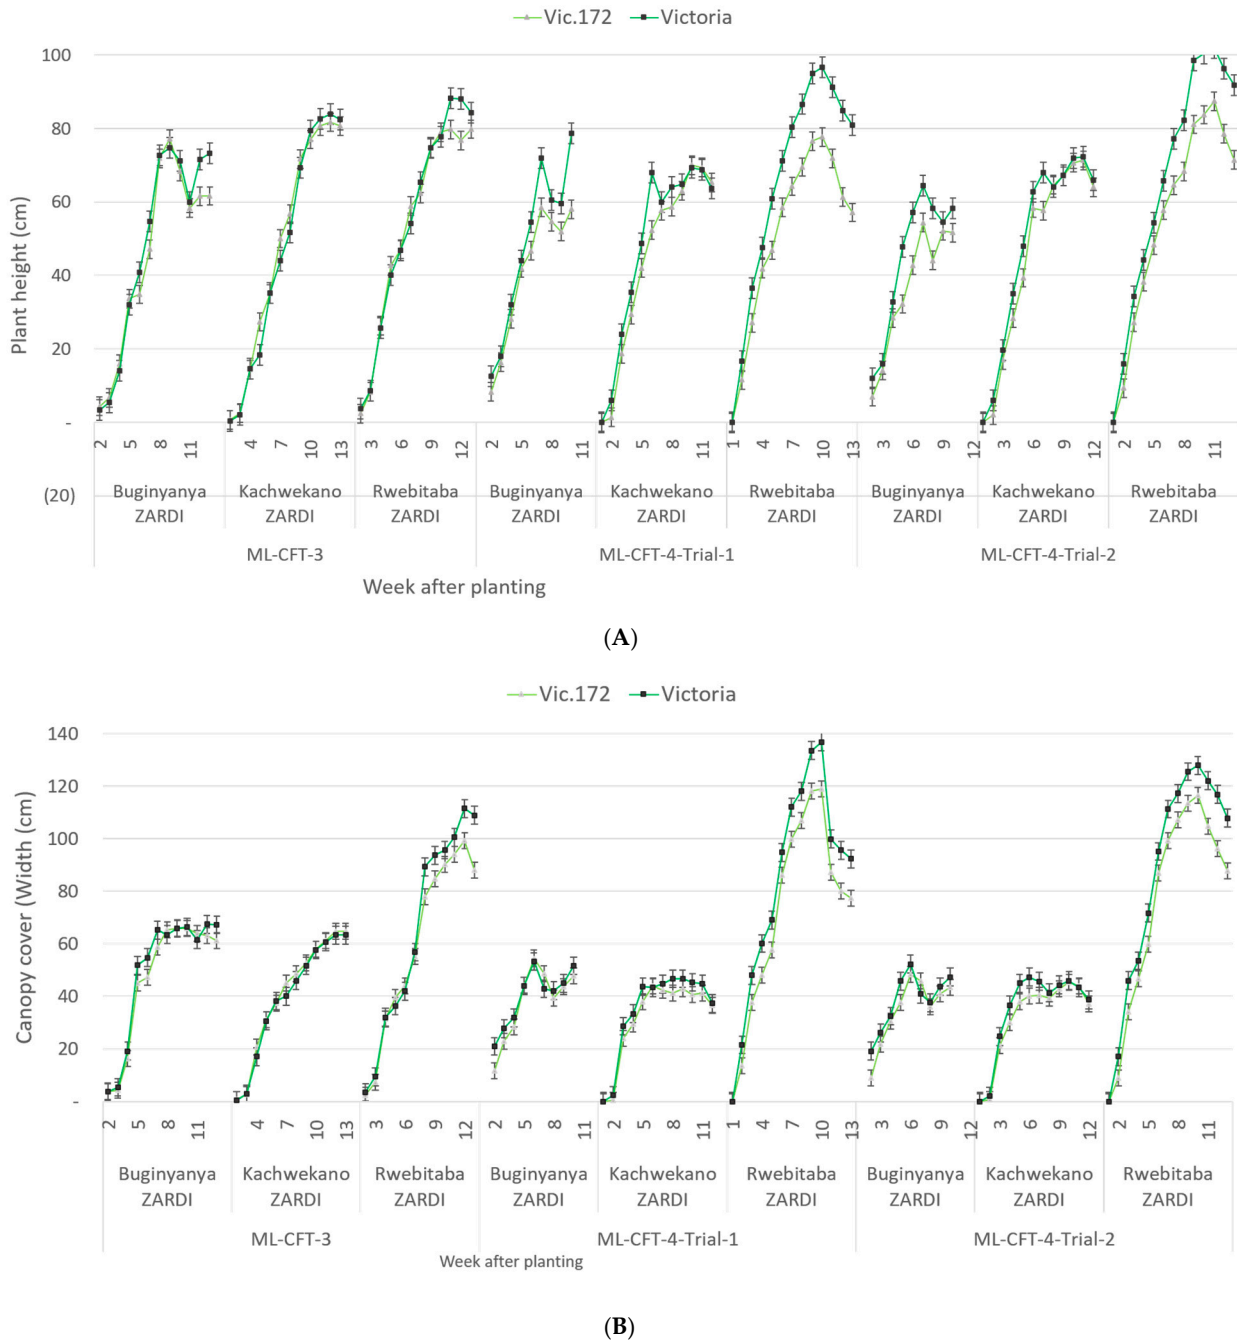 Vic.172 Victoria
100
80
60
40
20
-
(20)
Plant height (cm)
2 5 8 11 4 7 10 13 3 6 9 12 2 5 8 11 2 5 8 11 1 4 7 10 13 3 6 9 12 3 6 9 12 2 5 8 11
Buginyanya Kachwekano Rwebitaba Buginyanya Kachwekano Rwebitaba Buginyanya Kachwekano Rwebitaba
ZARDI ZARDI ZARDI ZARDI ZARDI ZARDI ZARDI ZARDI ZARDI
ML-CFT-3 ML-CFT-4-Trial-1 ML-CFT-4-Trial-2
Week after planting
(A)
Vic.172 Victoria
140
120
100
80
60
40
20
-
Canopy cover (Width (cm)
2 5 8 11 4 7 10 13 3 6 9 12 2 5 8 11 2 5 8 11 1 4 7 10 13 3 6 9 12 3 6 9 12 2 5 8 11
Buginyanya Kachwekano Rwebitaba Buginyanya Kachwekano Rwebitaba Buginyanya Kachwekano Rwebitaba
ZARDI ZARDI ZARDI ZARDI ZARDI ZARDI ZARDI ZARDI ZARDI
ML-CFT-3 ML-CFT-4-Trial-1 ML-CFT-4-Trial-2
Week after planting
(B)